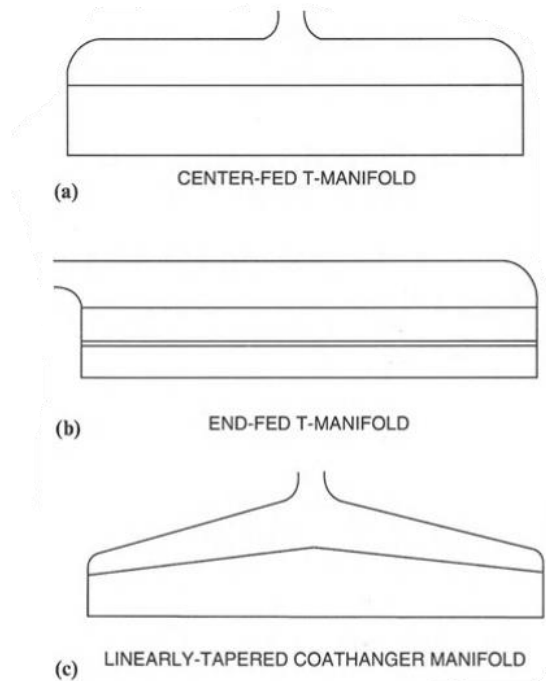 CENTER-FED T-MANIFOLD
(a)
END-FED T-MANIFOLD
(b)
LINEARLY-TAPERED COATHANGER MANIFOLD
(c)